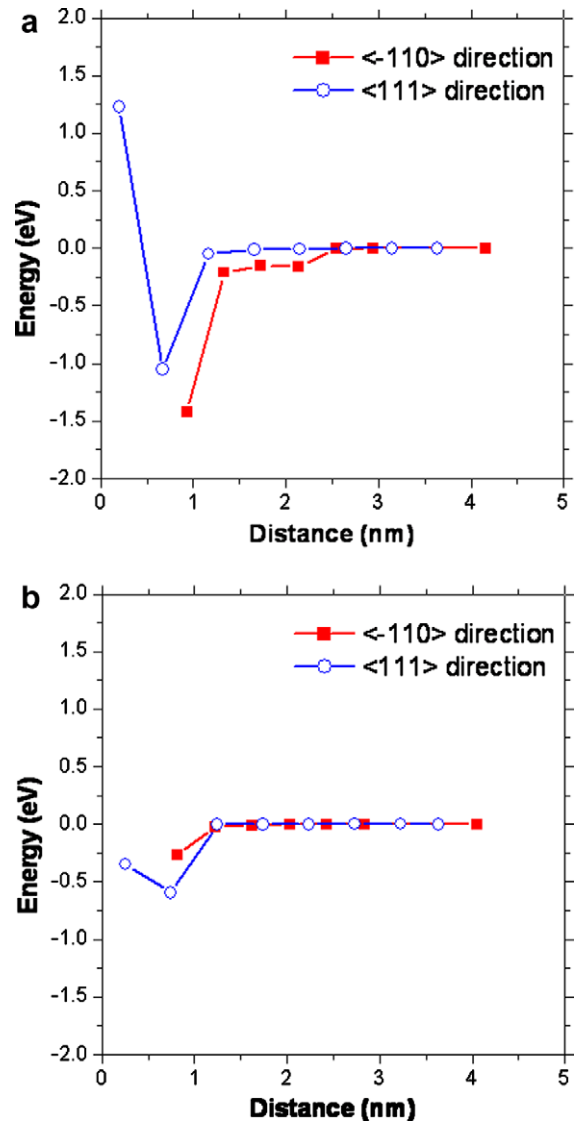 a
2.0
<-110> direction
1.5
<111> direction
1.0
0.5
0.0
-0.5
-1.0
-1.5
-2.0
Energy (eV)
0 1 2 3 4 5
Distance (nm)
b
2.0
<-110> direction
1.5
<111> direction
1.0
0.5
0.0
-0.5
-1.0
-1.5
-2.0
Energy (eV)
0 1 2 3 4 5
Distance (nm)